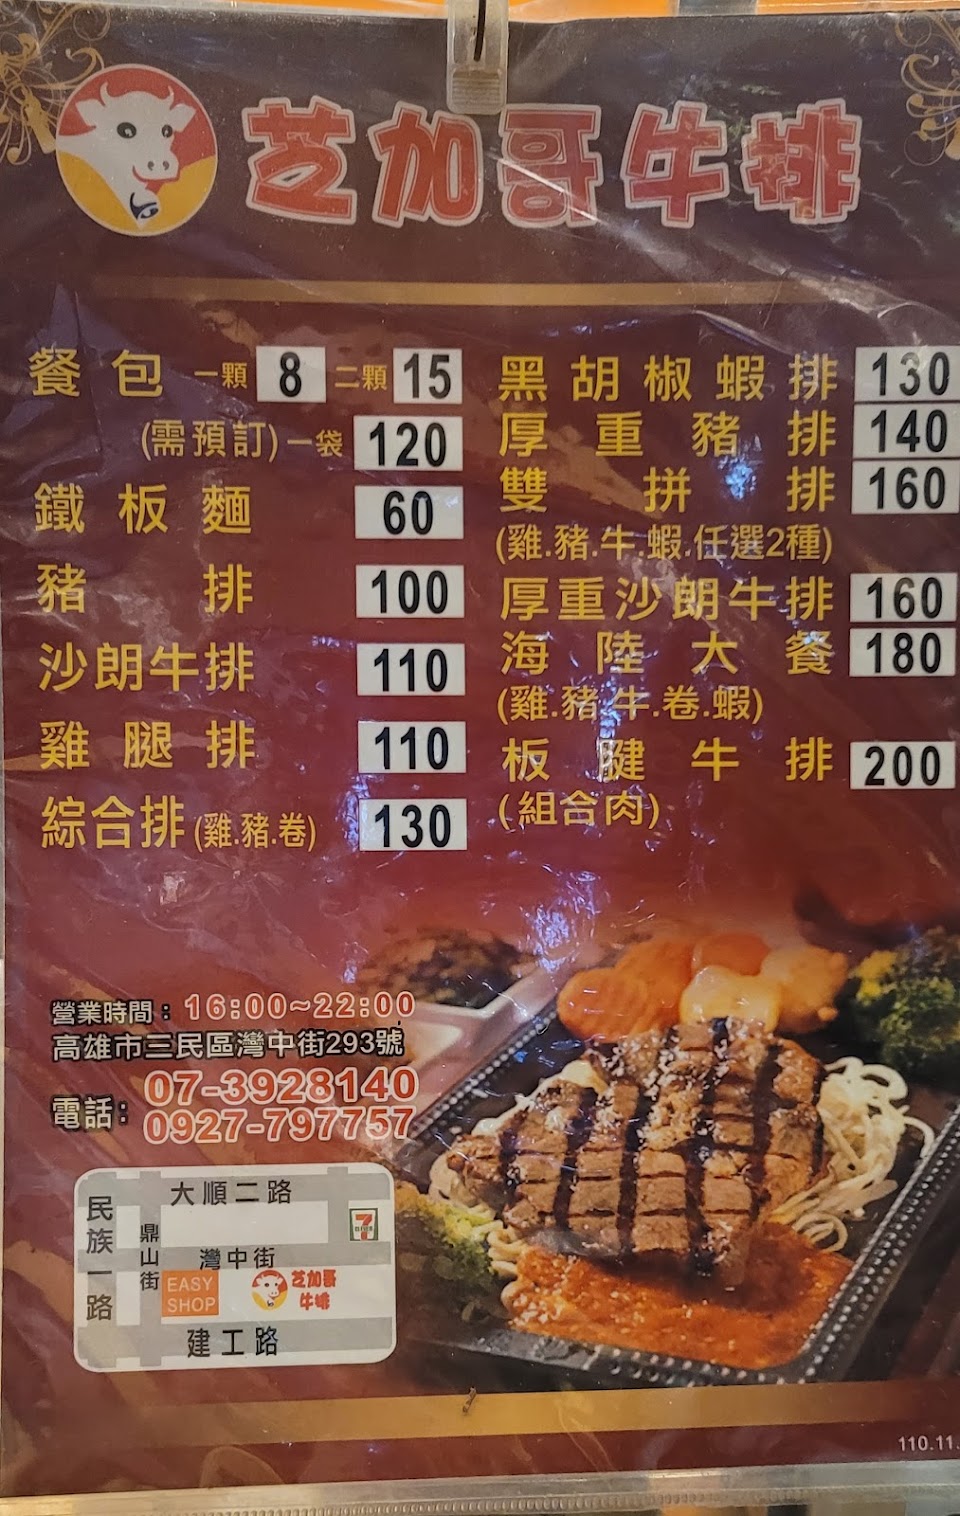 芝加哥牛排
餐包 一顆 8 二顆 15
(需預訂)一袋 120
鐵板麵 60
豬排 100
沙朗牛排 110
雞腿排 110
綜合排(雞.豬.卷) 130
黑胡椒蝦排 130
厚重豬排 140
雙拼排 160
(雞.豬.牛.蝦.任選2種)
厚重沙朗牛排 160
海陸大餐 180
(雞.豬.牛.卷.蝦)
板腱牛排 200
(組合肉)
營業時間：16:00~22:00
高雄市三民區灣中街293號
電話：07-3928140
0927-797757
大順二路
民族一路
鼎山街
7
ELEVEN
灣中街
EASY
SHOP
芝加哥
牛排
建工路
110.11.